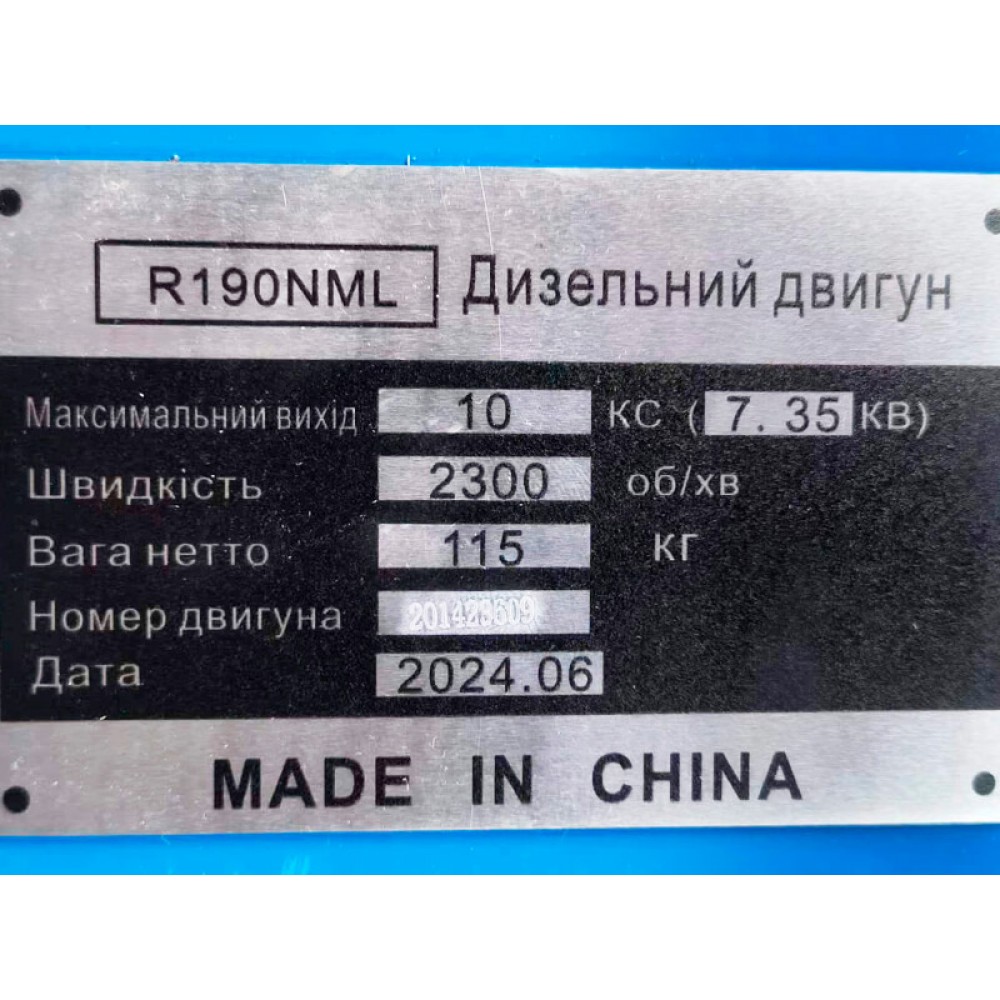 R190NML Дизельний двигун
Максимальний вихід 10 КС ( 7. 35 КВ)
Швидкість 2300 об/хв
Вага нетто 115 кг
Номер двигуна 201423609
Дата 2024.06
MADE IN CHINA